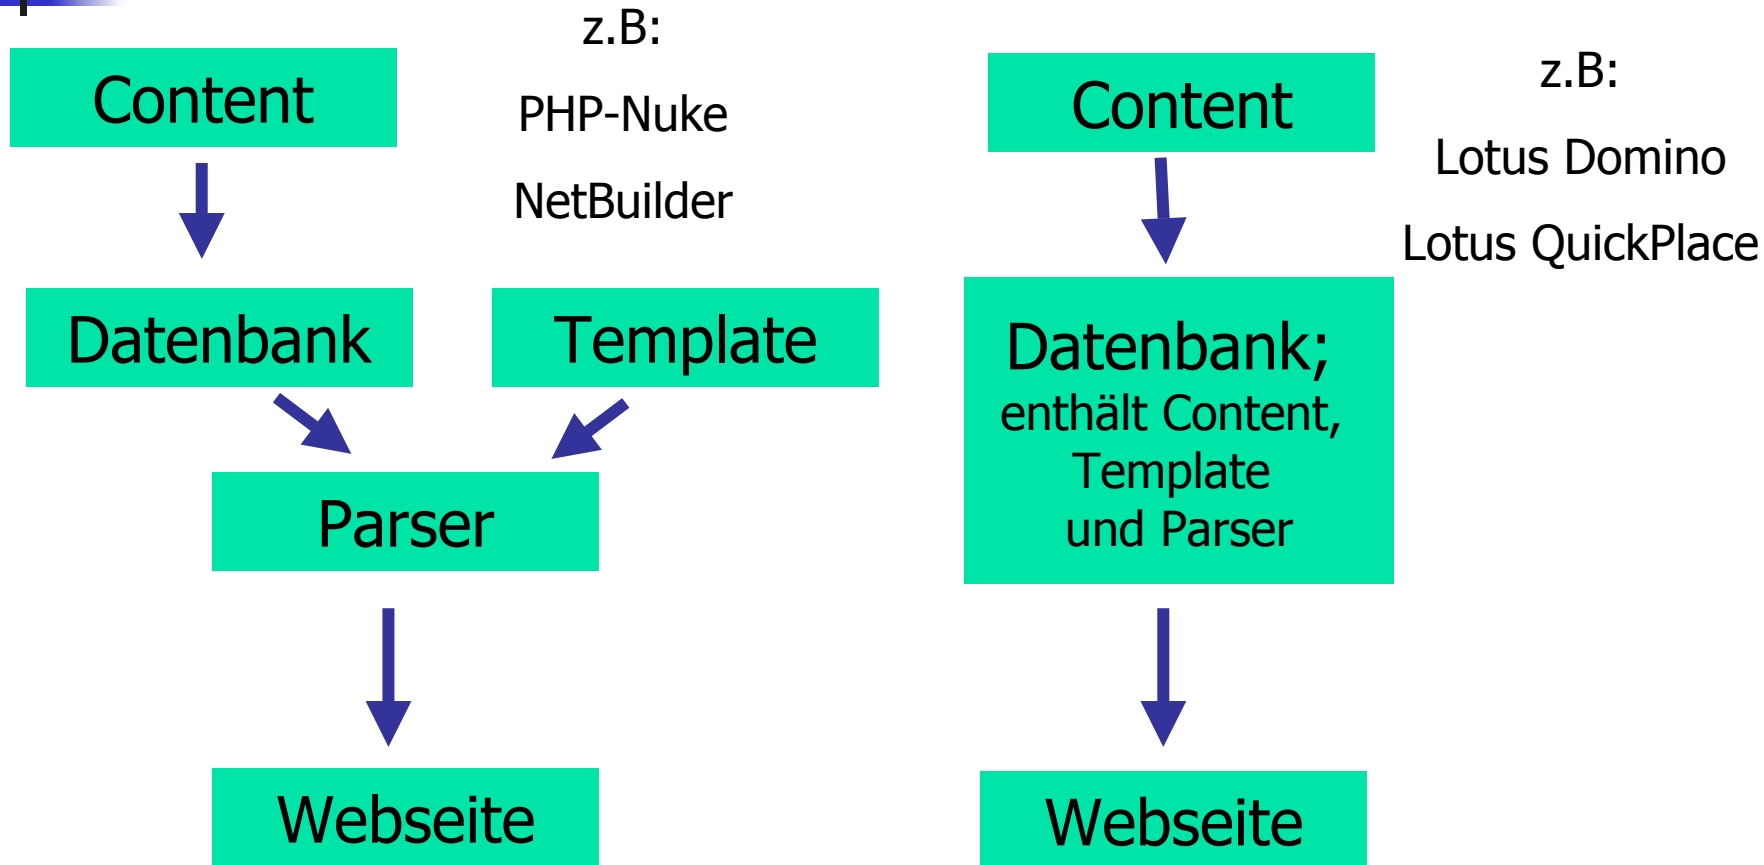 z.B:
PHP-Nuke
NetBuilder
Content
Datenbank
Template
Parser
Webseite
z.B:
Lotus Domino
Lotus QuickPlace
Content
Datenbank;
enthält Content,
Template
und Parser
Webseite